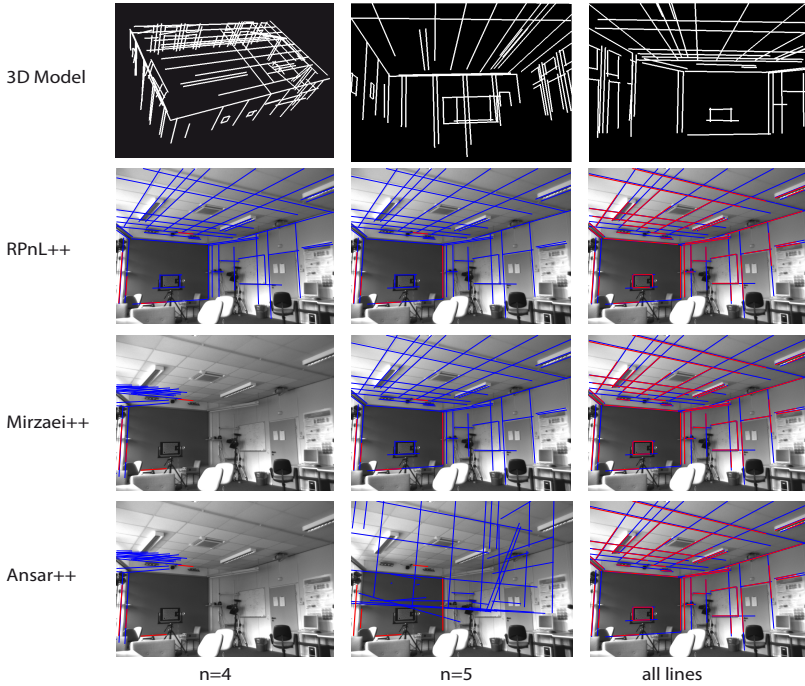 3D Model
RPnL++
Mirzaei++
Ansar++
n=4
n=5
all lines